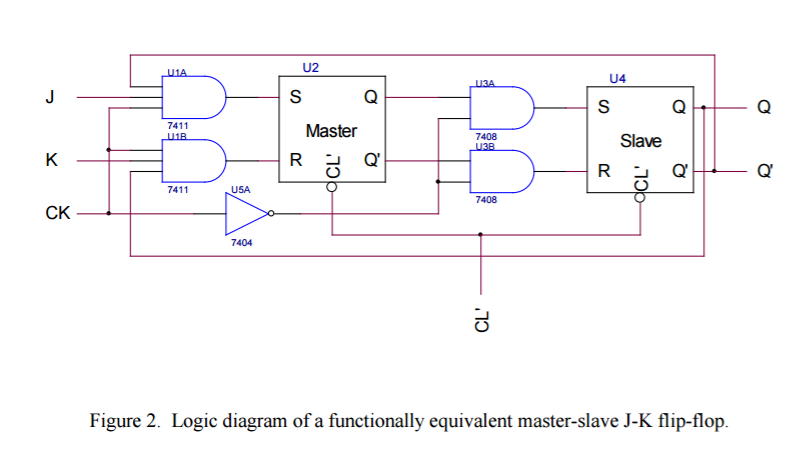 U1A
J
7411
U1B
K
7411
CK
U5A
7404
U2
S
Q
Master
R
Q'
CL'
U3A
7408
U3B
7408
U4
S
Q
Slave
R
Q'
CL'
Q
Q'
CL'
Figure 2. Logic diagram of a functionally equivalent master-slave J-K flip-flop.